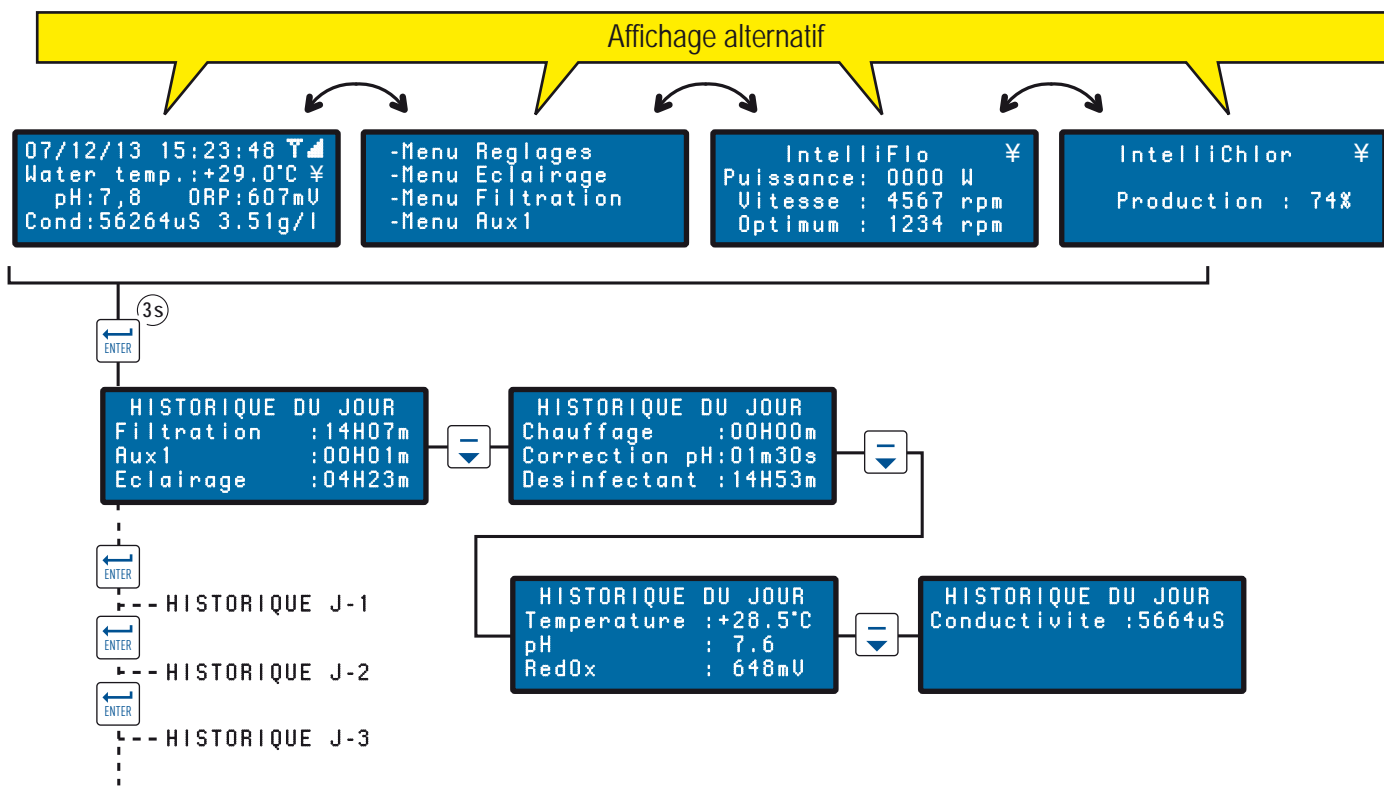 Affichage alternatif
07/12/13 15:23:48
Water temp.:+29.0°C ¥
pH:7,8 ORP:607mV
Cond:56264uS 3.51g/l
-Menu Reglages
-Menu Eclairage
-Menu Filtration
-Menu Aux1
IntelliFlo ¥
Puissance: 0000 W
Vitesse : 4567 rpm
Optimum : 1234 rpm
IntelliChlor ¥
Production : 74%
3s
ENTER
HISTORIQUE DU JOUR
Filtration :14H07m
Aux1 :00H01m
Eclairage :04H23m
HISTORIQUE DU JOUR
Chauffage :00H00m
Correction pH:01m30s
Desinfectant :14H53m
ENTER
HISTORIQUE J-1
ENTER
HISTORIQUE J-2
ENTER
HISTORIQUE J-3
HISTORIQUE DU JOUR
Temperature :+28.5°C
pH : 7.6
RedOx : 648mV
HISTORIQUE DU JOUR
Conductivite :5664uS